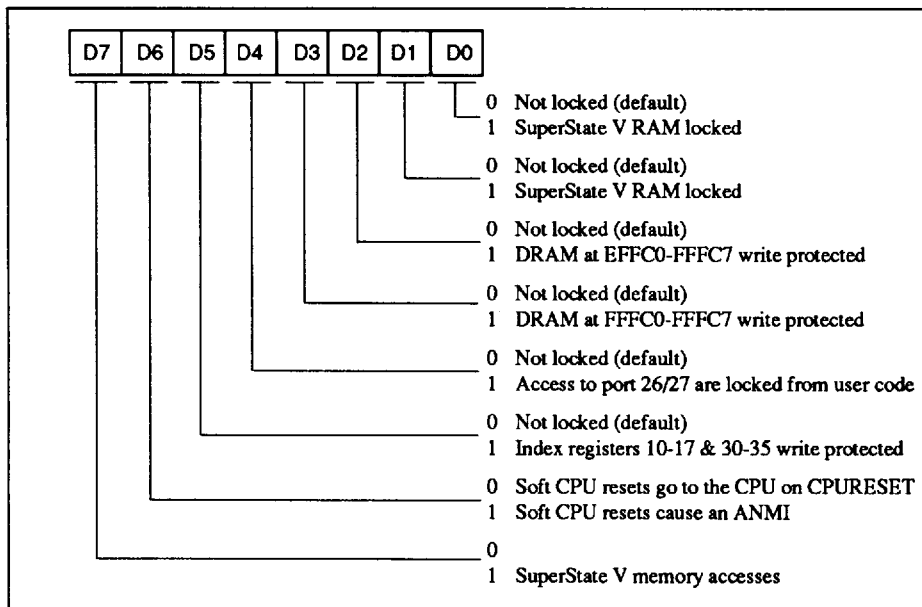 D7 D6 D5 D4 D3 D2 D1 D0
0 Not locked (default)
1 SuperState V RAM locked
0 Not locked (default)
1 SuperState V RAM locked
0 Not locked (default)
1 DRAM at EFFC0-FFFC7 write protected
0 Not locked (default)
1 DRAM at FFFC0-FFFC7 write protected
0 Not locked (default)
1 Access to port 26/27 are locked from user code
0 Not locked (default)
1 Index registers 10-17 & 30-35 write protected
0 Soft CPU resets go to the CPU on CPURESET
1 Soft CPU resets cause an ANMI
0
1 SuperState V memory accesses